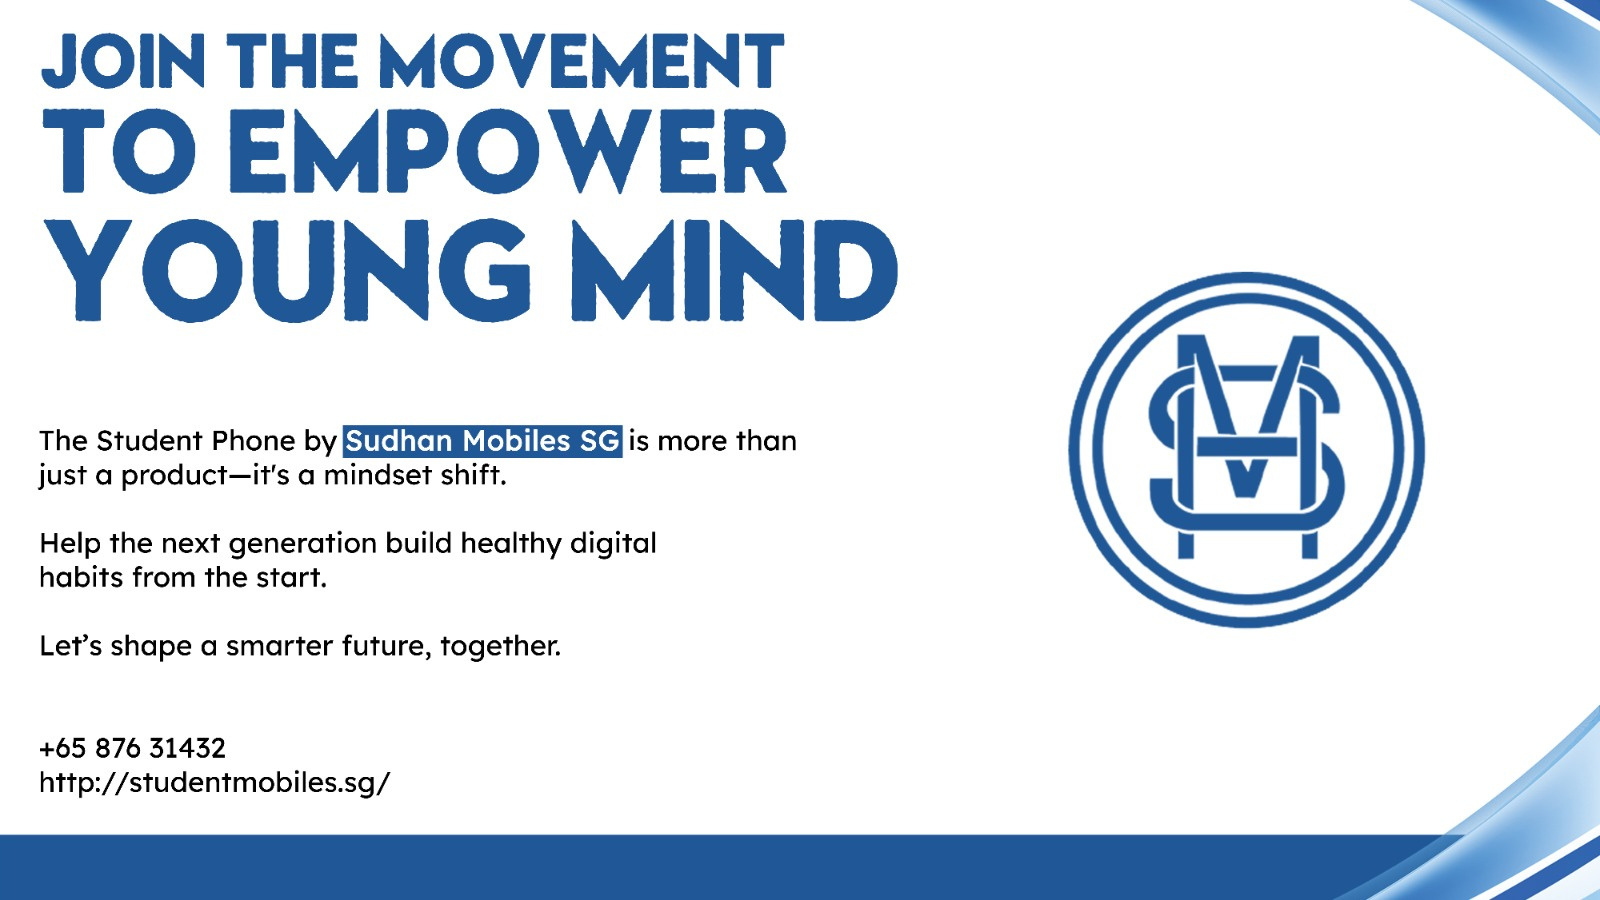 JOIN THE MOVEMENT
TO EMPOWER
YOUNG MIND
The Student Phone by Sudhan Mobiles SG is more than
just a product—it's a mindset shift.
Help the next generation build healthy digital
habits from the start.
Let’s shape a smarter future, together.
+65 876 31432
http://studentmobiles.sg/